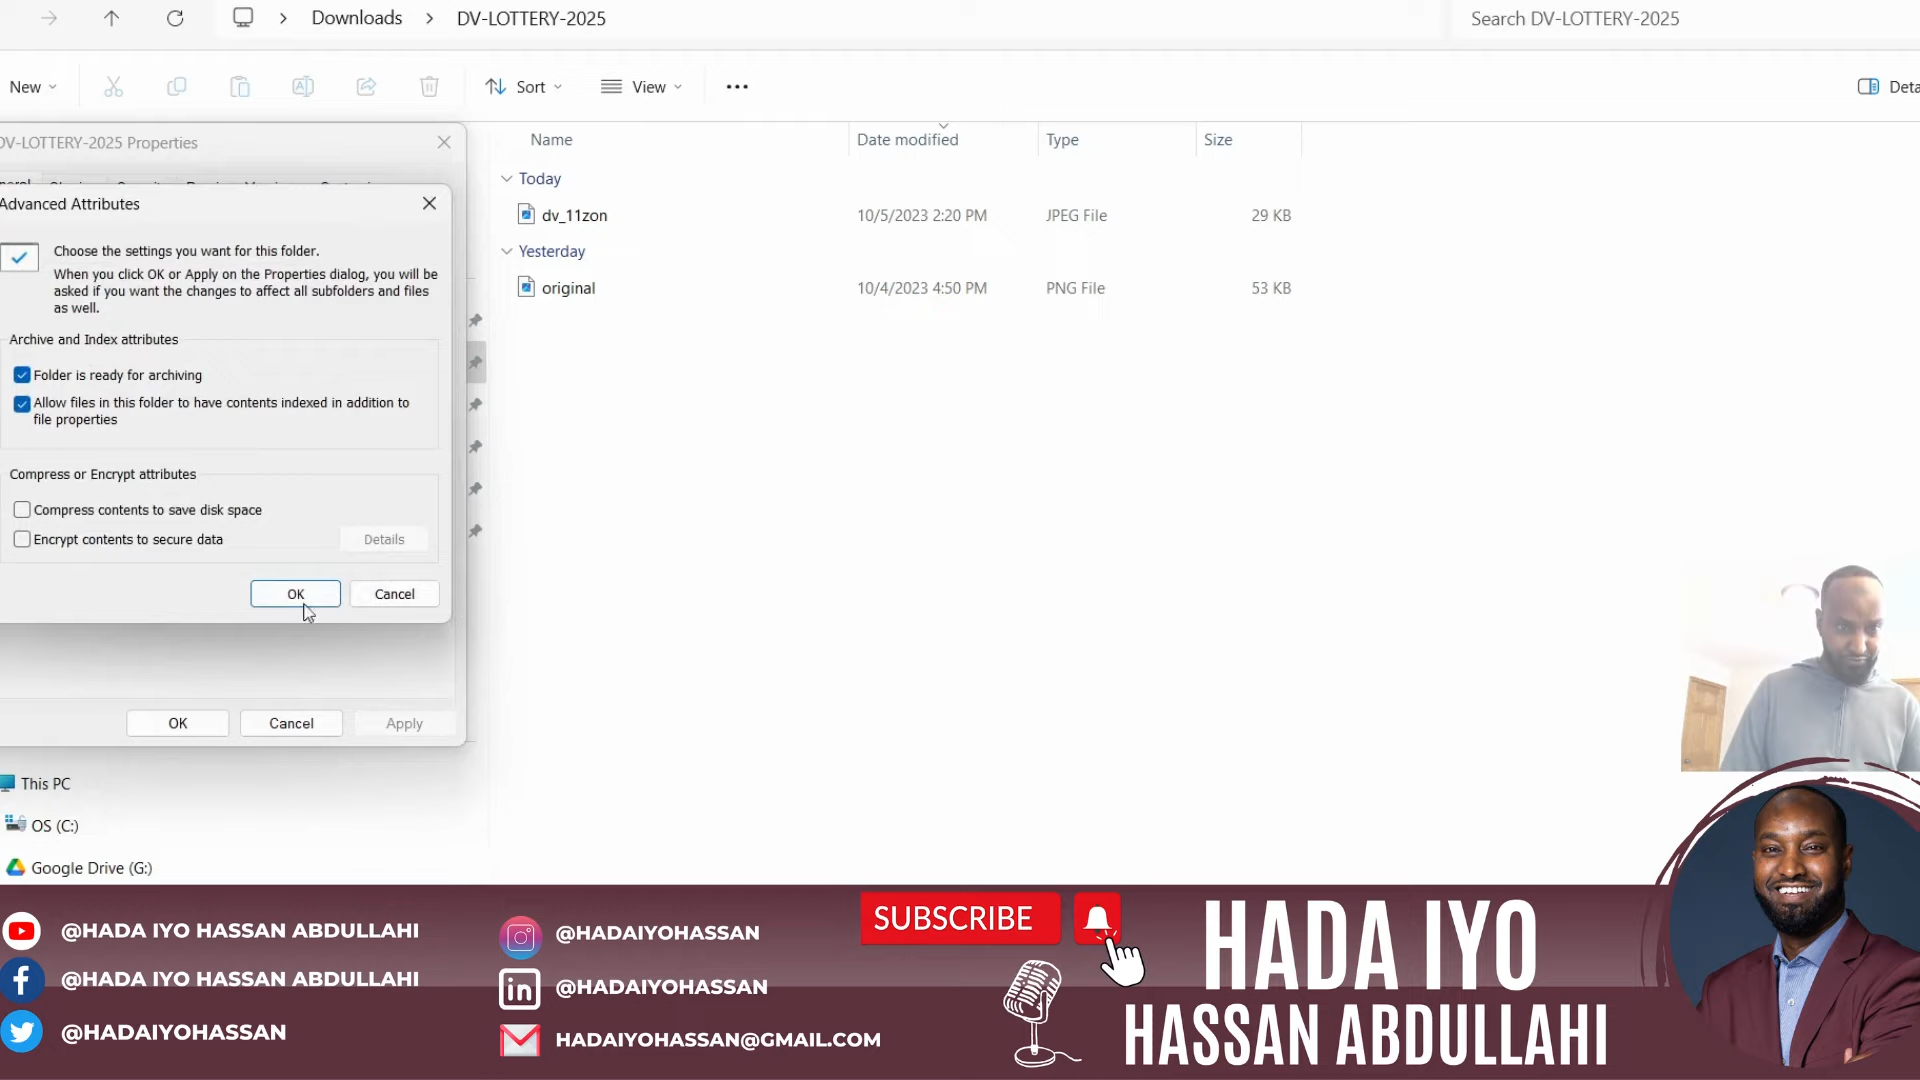 Downloads
DV-LOTTERY-2025
Search DV-LOTTERY-2025
New
Sort
View
DV-LOTTERY-2025 Properties
Advanced Attributes
Choose the settings you want for this folder.
When you click OK or Apply on the Properties dialog, you will be
asked if you want the changes to affect all subfolders and files
as well.
Archive and Index attributes
Folder is ready for archiving
Allow files in this folder to have contents indexed in addition to
file properties
Compress or Encrypt attributes
Compress contents to save disk space
Encrypt contents to secure data
Details
OK
Cancel
OK
Cancel
Apply
This PC
OS (C:)
Google Drive (G:)
Name
Date modified
Type
Size
Today
dv_11zon
10/5/2023 2:20 PM
JPEG File
29 KB
Yesterday
original
10/4/2023 4:50 PM
PNG File
53 KB
@HADA IYO HASSAN ABDULLAHI
@HADA IYO HASSAN ABDULLAHI
@HADAIYOHASSAN
@HADAIYOHASSAN
@HADAIYOHASSAN
HADAIYOHASSAN@GMAIL.COM
SUBSCRIBE
HADA IYO
HASSAN ABDULLAHI